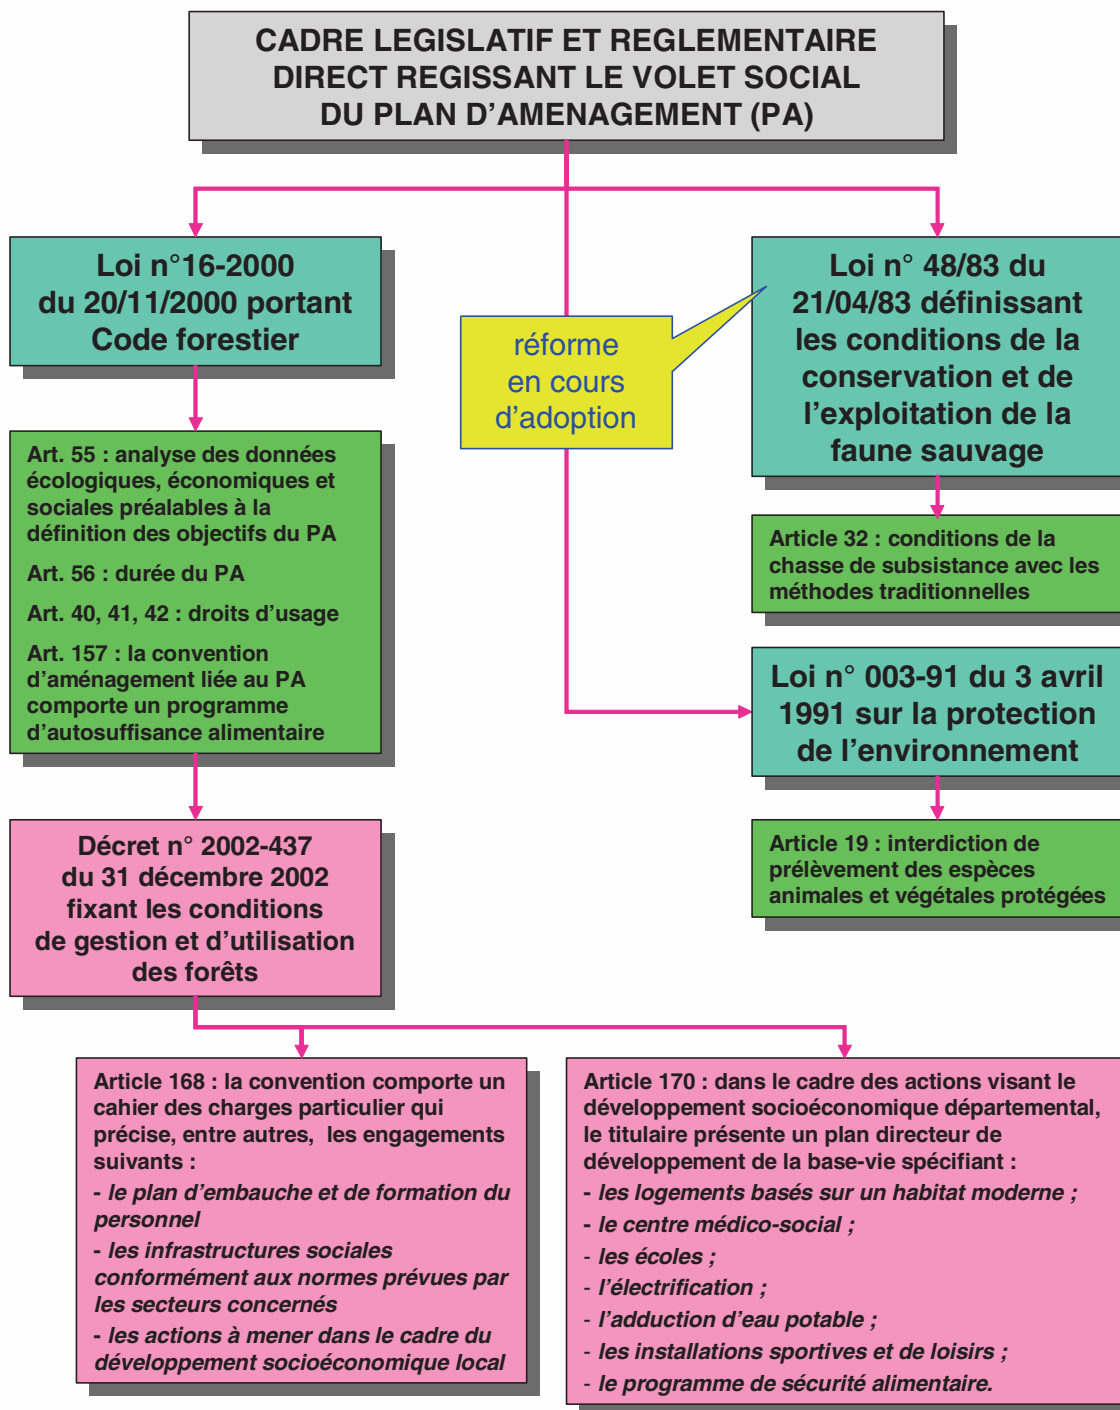 CADRE LEGISLATIF ET REGLEMENTAIRE
DIRECT REGISSANT LE VOLET SOCIAL
DU PLAN D’AMENAGEMENT (PA)
Loi n°16-2000
du 20/11/2000 portant
Code forestier
Art. 55 : analyse des données
écologiques, économiques et
sociales préalables à la
définition des objectifs du PA
Art. 56 : durée du PA
Art. 40, 41, 42 : droits d’usage
Art. 157 : la convention
d’aménagement liée au PA
comporte un programme
d’autosuffisance alimentaire
réforme
en cours
d’adoption
Loi n° 48/83 du
21/04/83 définissant
les conditions de la
conservation et de
l’exploitation de la
faune sauvage
Article 32 : conditions de la
chasse de subsistance avec les
méthodes traditionnelles
Loi n° 003-91 du 3 avril
1991 sur la protection
de l’environnement
Article 19 : interdiction de
prélèvement des espèces
animales et végétales protégées
Décret n° 2002-437
du 31 décembre 2002
fixant les conditions
de gestion et d’utilisation
des forêts
Article 168 : la convention comporte un
cahier des charges particulier qui
précise, entre autres, les engagements
suivants :
- le plan d’embauche et de formation du
personnel
- les infrastructures sociales
conformément aux normes prévues par
les secteurs concernés
- les actions à mener dans le cadre du
développement socioéconomique local
Article 170 : dans le cadre des actions visant le
développement socioéconomique départemental,
le titulaire présente un plan directeur de
développement de la base-vie spécifiant :
- les logements basés sur un habitat moderne ;
- le centre médico-social ;
- les écoles ;
- l’électrification ;
- l’adduction d’eau potable ;
- les installations sportives et de loisirs ;
- le programme de sécurité alimentaire.